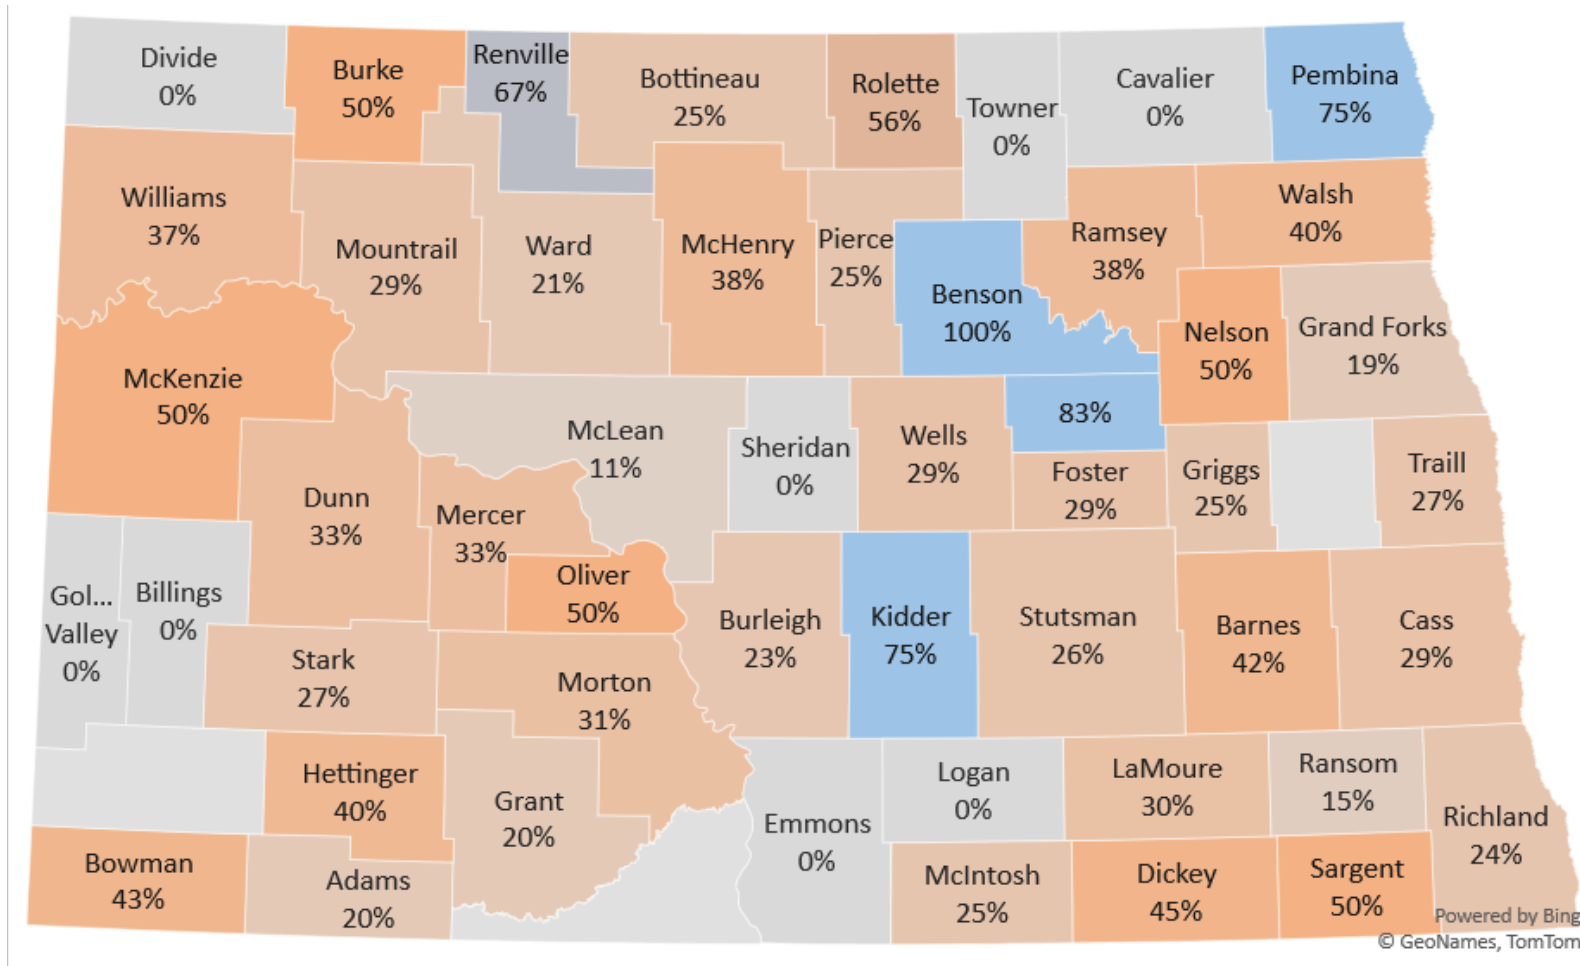 Divide
0%
Burke
50%
Renville
67%
Bottineau
25%
Rolette
56%
Towner
0%
Cavalier
0%
Pembina
75%
Williams
37%
Mountrail
29%
Ward
21%
McHenry
38%
Pierce
25%
Benson
100%
Ramsey
38%
Walsh
40%
Nelson
50%
Grand Forks
19%
McKenzie
50%
Dunn
33%
McLean
11%
Mercer
33%
Oliver
50%
Sheridan
0%
Wells
29%
83%
Foster
29%
Griggs
25%
Traill
27%
Gol...
Valley
0%
Billings
0%
Stark
27%
Morton
31%
Burleigh
23%
Kidder
75%
Stutsman
26%
Barnes
42%
Cass
29%
Hettinger
40%
Grant
20%
Emmons
0%
Logan
0%
LaMoure
30%
Ransom
15%
Richland
24%
Bowman
43%
Adams
20%
McIntosh
25%
Dickey
45%
Sargent
50%
Powered by Bing
© GeoNames, TomTom